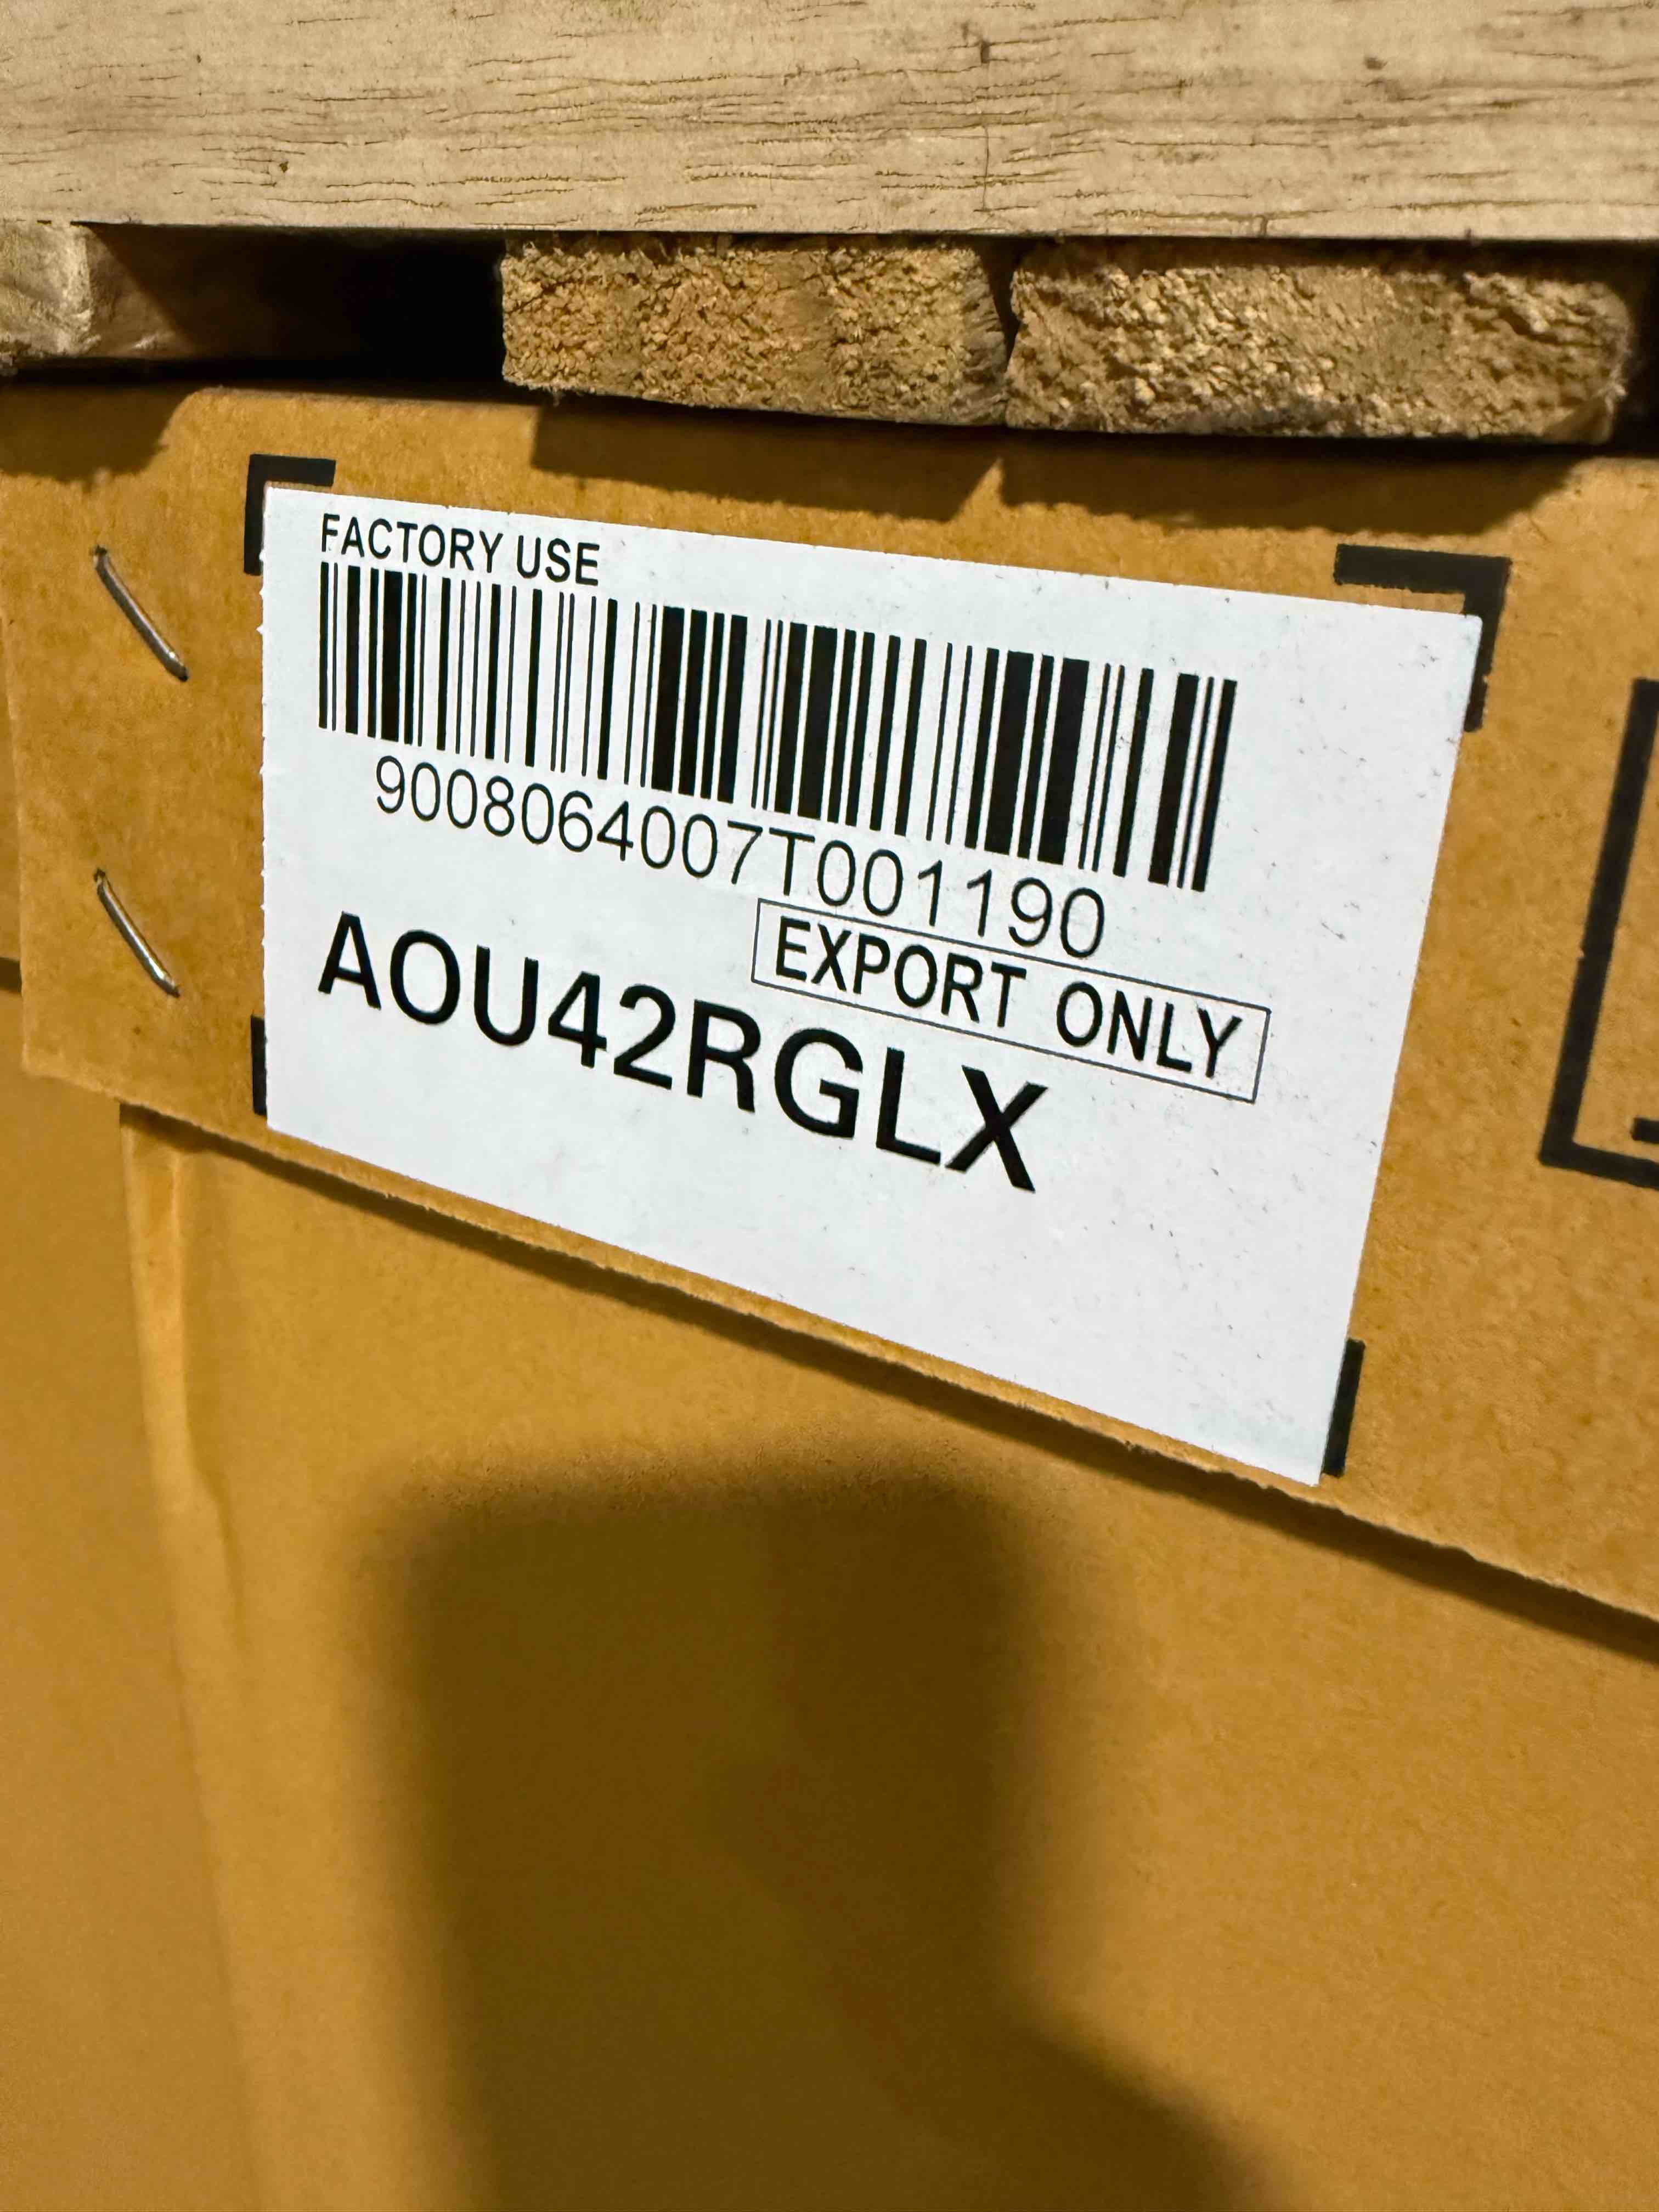 FACTORY USE
9008064007T001190
EXPORT ONLY
AOU42RGLX